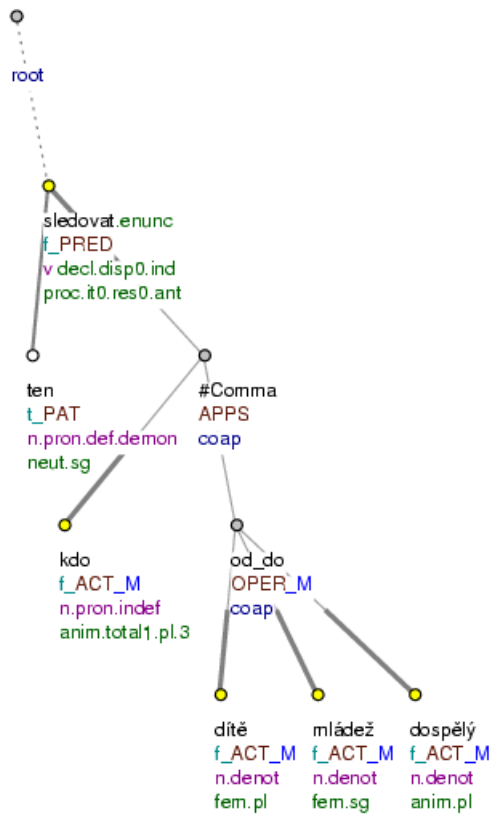 root
sledovat.enunc
f_PRED
v decl.disp0.ind
proc.it0.res0.ant
ten
t_PAT
n.pron.def.demon
neut.sg
#Comma
APPS
coap
kdo
f_ACT_M
n.pron.indef
anim.total1.pl.3
od_do
OPER_M
coap
dítě
f_ACT_M
n.denot
fem.pl
mládež
f_ACT_M
n.denot
fem.sg
dospělý
f_ACT_M
n.denot
anim.pl